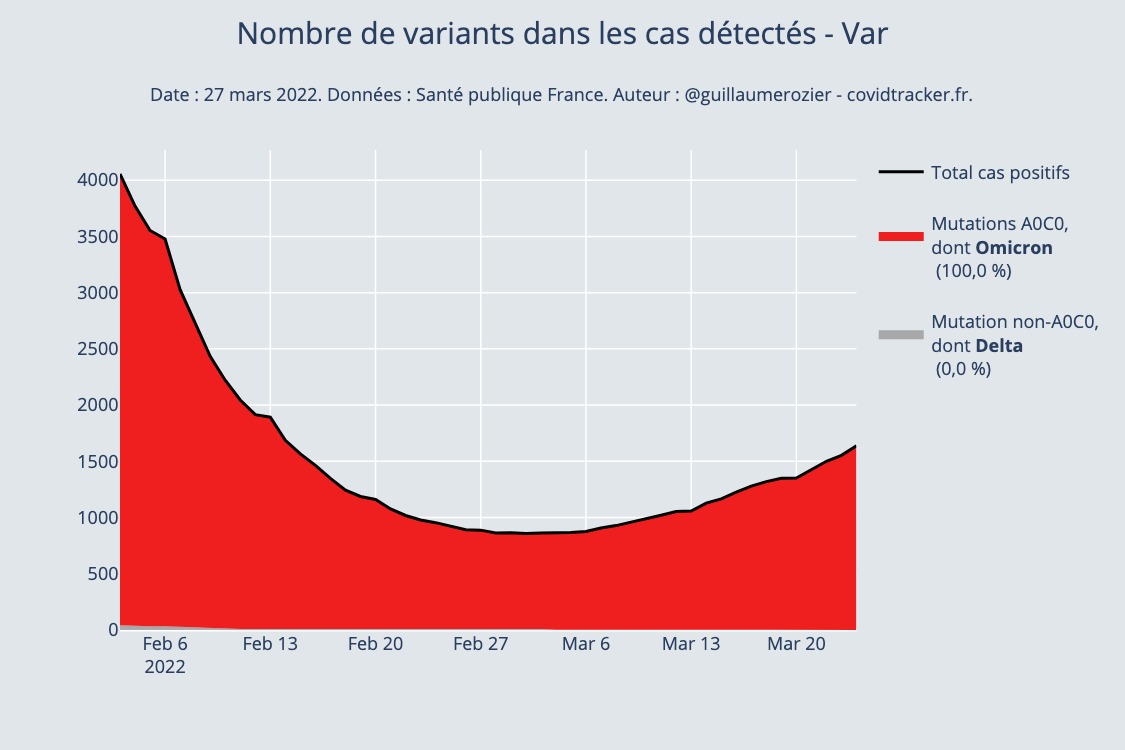 Nombre de variants dans les cas détectés - Var
Date : 27 mars 2022. Données : Santé publique France. Auteur : @guillaumerozier - covidtracker.fr.
4000
3500
3000
2500
2000
1500
1000
500
0
Feb 6
2022
Feb 13
Feb 20
Feb 27
Mar 6
Mar 13
Mar 20
Total cas positifs
Mutations A0C0,
dont Omicron
(100,0 %)
Mutation non-A0C0,
dont Delta
(0,0 %)